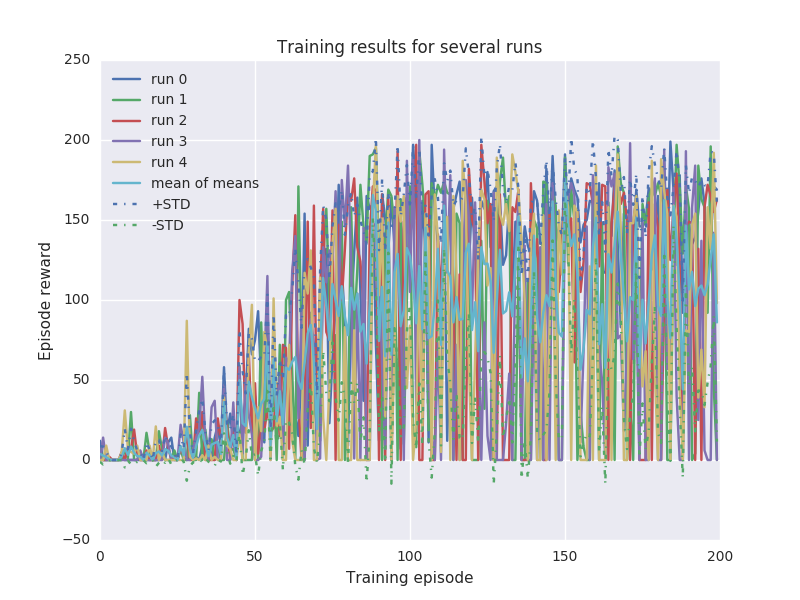 Training results for several runs
250
200
150
100
50
0
−50
run 0
run 1
run 2
run 3
run 4
mean of means
+STD
-STD
Episode reward
0 50 100 150 200
Training episode